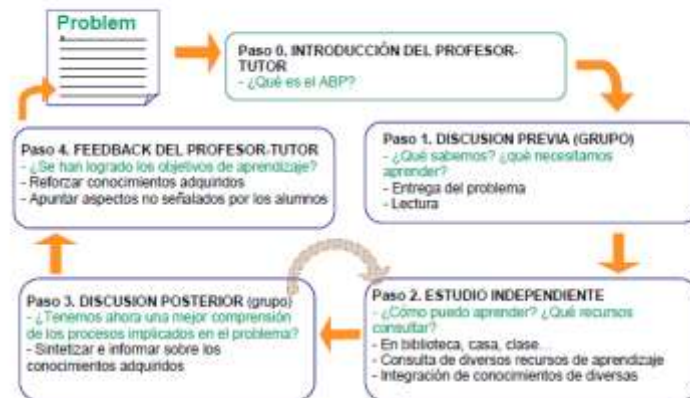 Problem
Paso 0. INTRODUCCIÓN DEL PROFESOR-
TUTOR
- ¿Qué es el ABP?
Paso 1. DISCUSION PREVIA (GRUPO)
- ¿Qué sabemos? ¿qué necesitamos
aprender?
- Entrega del problema
- Lectura
Paso 2. ESTUDIO INDEPENDIENTE
- ¿Cómo puedo aprender? ¿Qué recursos
consultar?
- En biblioteca, casa, clase...
- Consulta de diversos recursos de aprendizaje
- Integración de conocimientos de diversas
Paso 3. DISCUSION POSTERIOR (grupo)
- ¿Tenemos ahora una mejor comprensión
de los procesos implicados en el problema?
- Sintetizar e informar sobre los
conocimientos adquiridos
Paso 4. FEEDBACK DEL PROFESOR-TUTOR
- ¿Se han logrado los objetivos de aprendizaje?
- Reforzar conocimientos adquiridos
- Apuntar aspectos no señalados por los alumnos